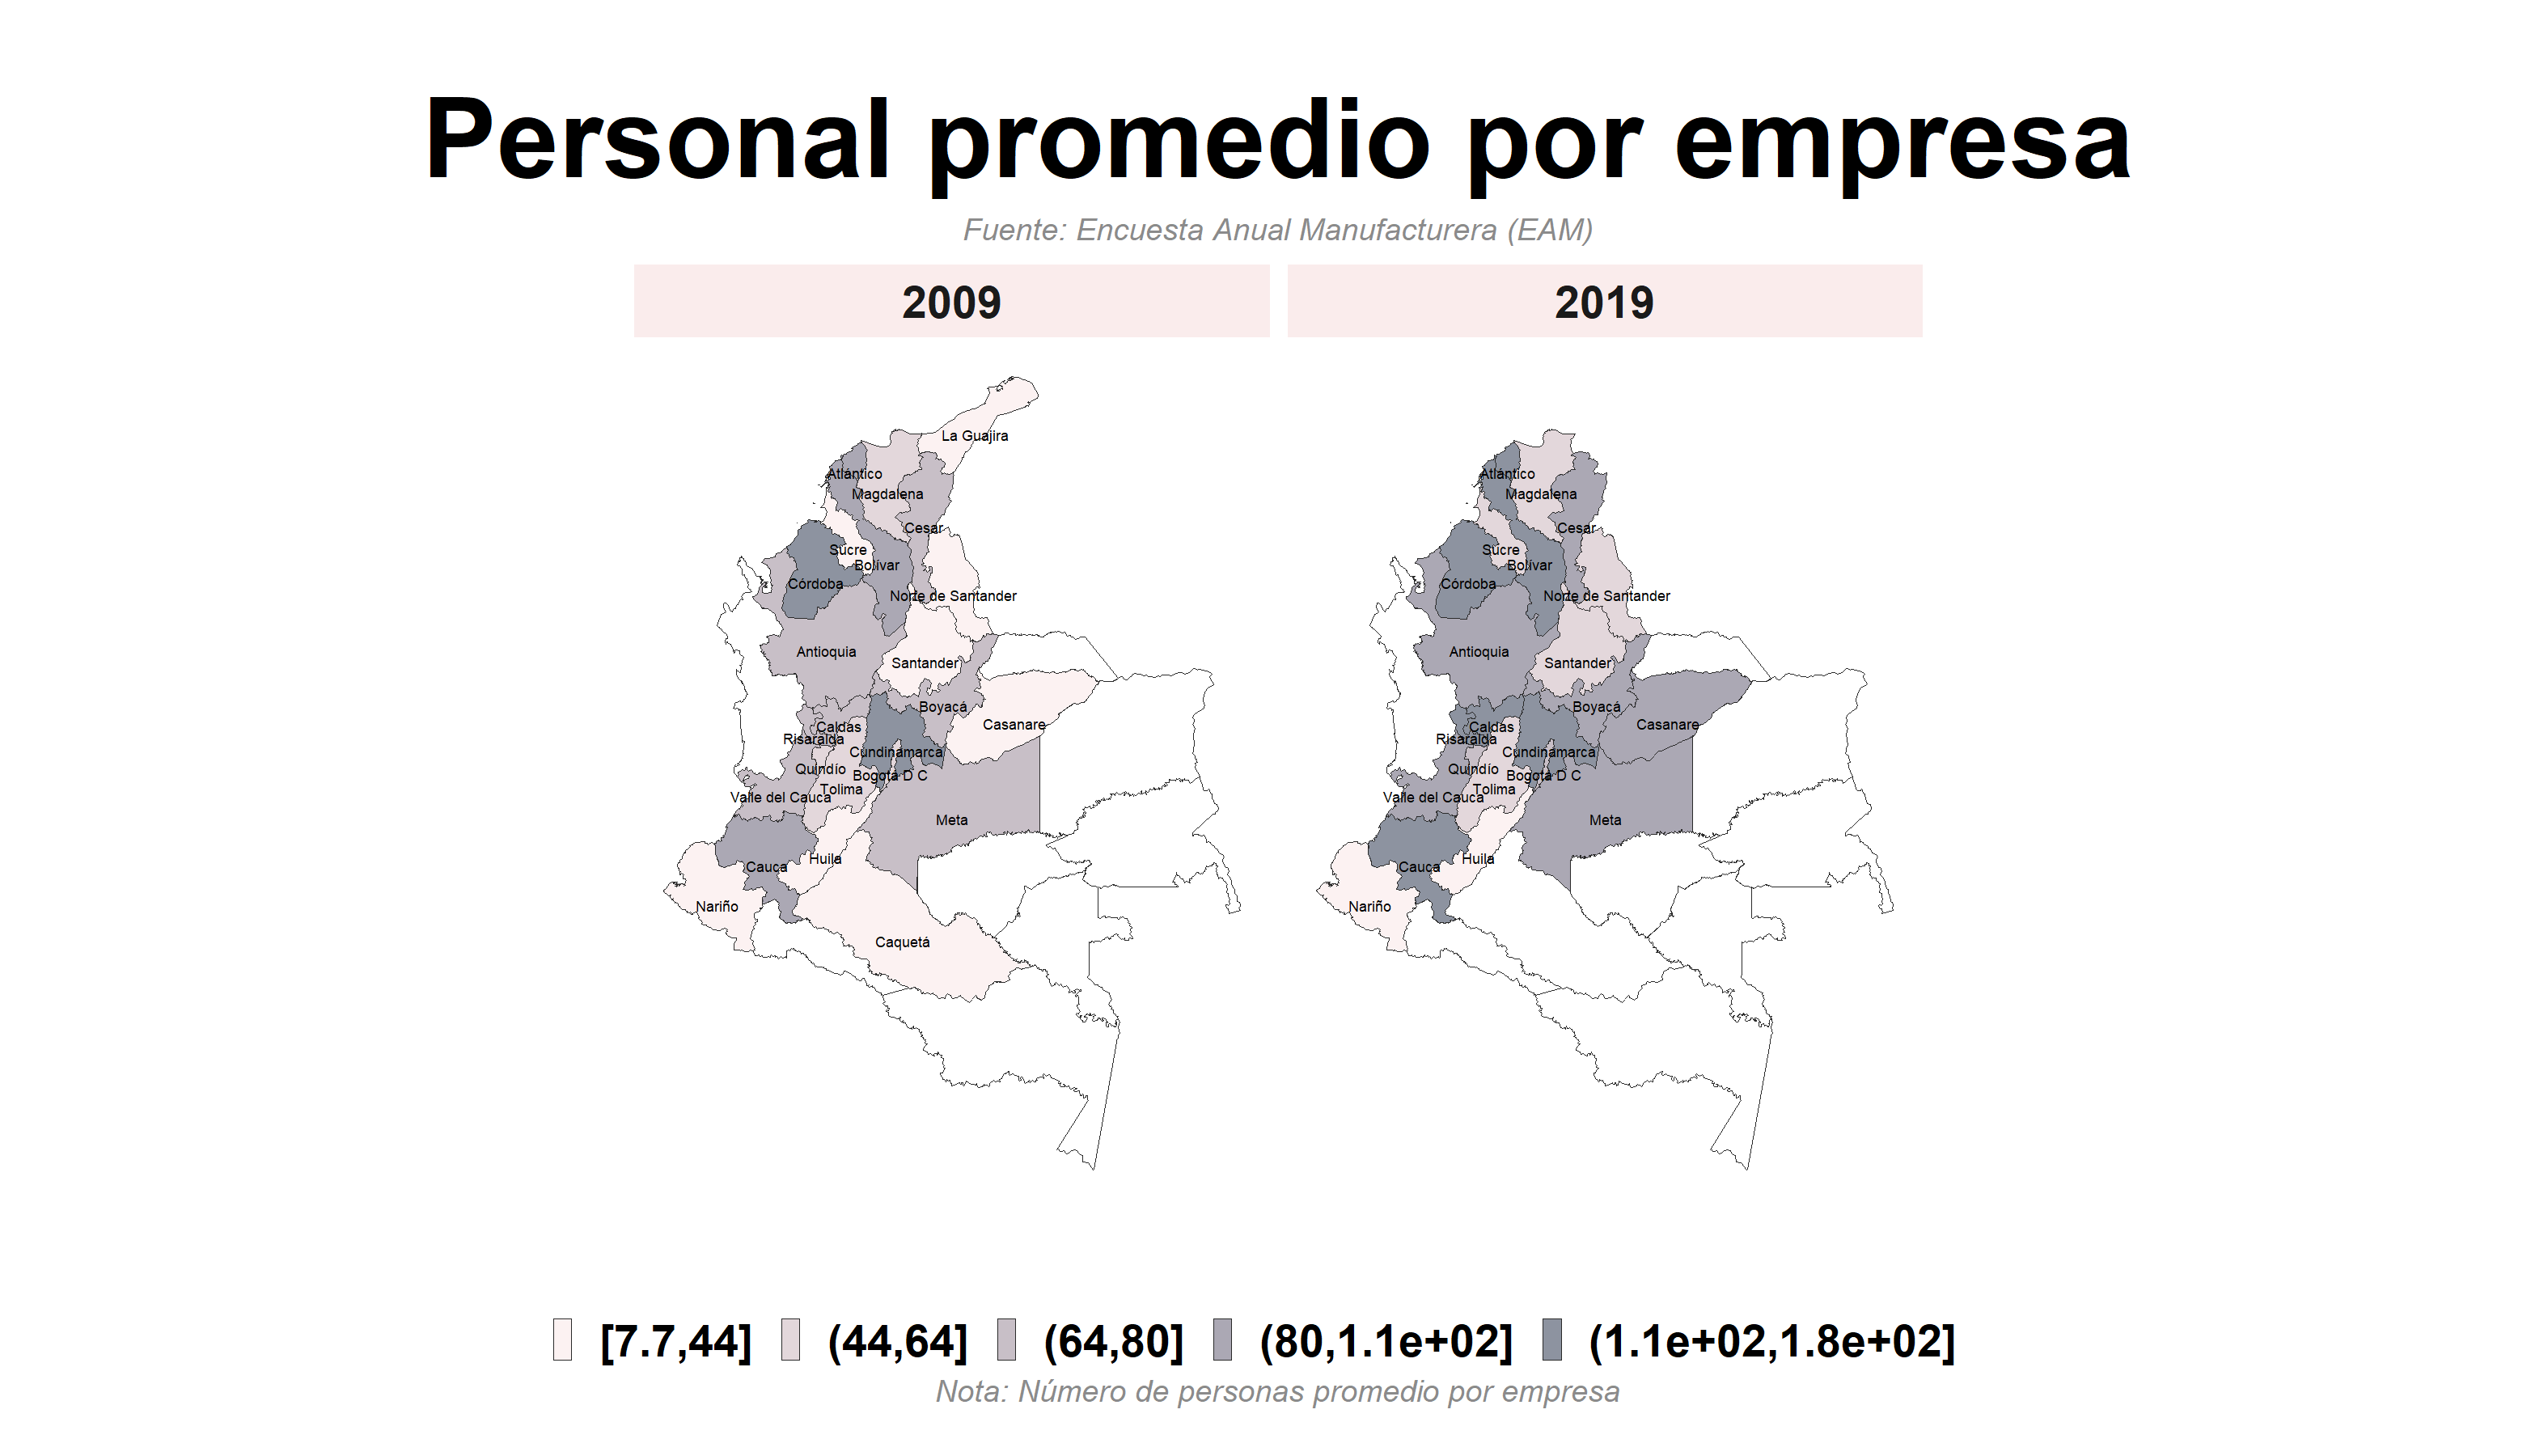 Personal promedio por empresa
Fuente: Encuesta Anual Manufacturera (EAM)
2009
2019
La Guajira
Atlántico
Magdalena
Cesar
Sucre
Bolívar
Córdoba
Norte de Santander
Antioquia
Santander
Boyacá
Casanare
Caldas
Risaralda
Cundinamarca
Quindío
Bogotá D C
Tolima
Valle del Cauca
Meta
Huila
Cauca
Nariño
Caquetá
Atlántico
Magdalena
Cesar
Sucre
Bolívar
Córdoba
Norte de Santander
Antioquia
Santander
Boyacá
Casanare
Caldas
Risaralda
Cundinamarca
Quindío
Bogotá D C
Tolima
Valle del Cauca
Meta
Huila
Cauca
Nariño
[7.7,44] (44,64] (64,80] (80,1.1e+02] (1.1e+02,1.8e+02]
Nota: Número de personas promedio por empresa